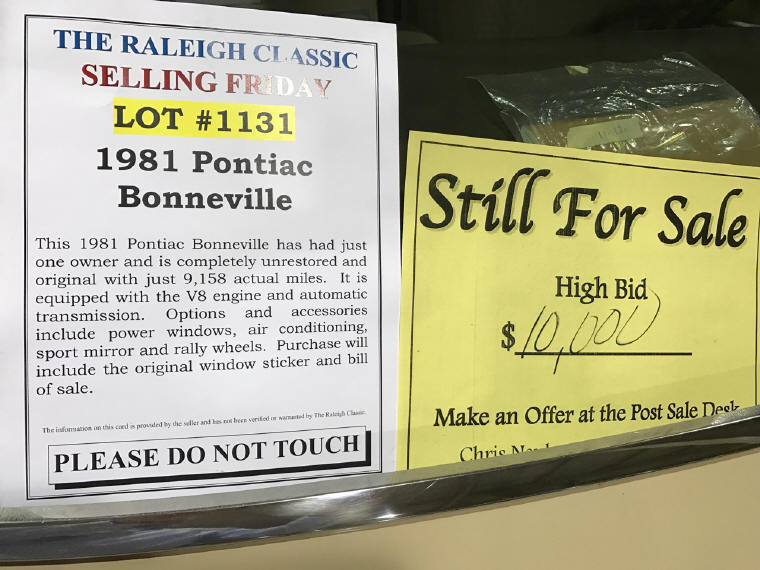 THE RALEIGH CLASSIC
SELLING FRIDAY
LOT #1131
1981 Pontiac
Bonneville
This 1981 Pontiac Bonneville has had just
one owner and is completely unrestored and
original with just 9,158 actual miles. It is
equipped with the V8 engine and automatic
transmission. Options and accessories
include power windows, air conditioning,
sport mirror and rally wheels. Purchase will
include the original window sticker and bill
of sale.
The information on this card is provided by the seller and has not been verified or warranted by The Raleigh Classic.
PLEASE DO NOT TOUCH
Still For Sale
High Bid
$ 10,000
Make an Offer at the Post Sale Desk
Chris